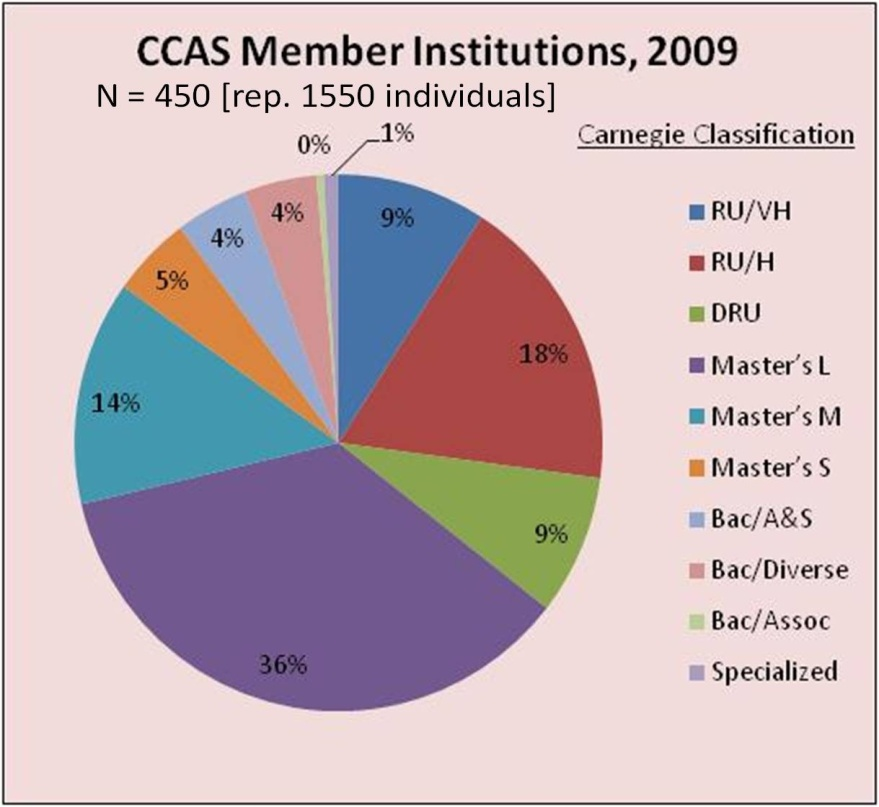 CCAS Member Institutions, 2009
N = 450 [rep. 1550 individuals]
Carnegie Classification
0%
1%
9%
18%
9%
36%
14%
5%
4%
4%
RU/VH
RU/H
DRU
Master's L
Master's M
Master's S
Bac/A&S
Bac/Diverse
Bac/Assoc
Specialized